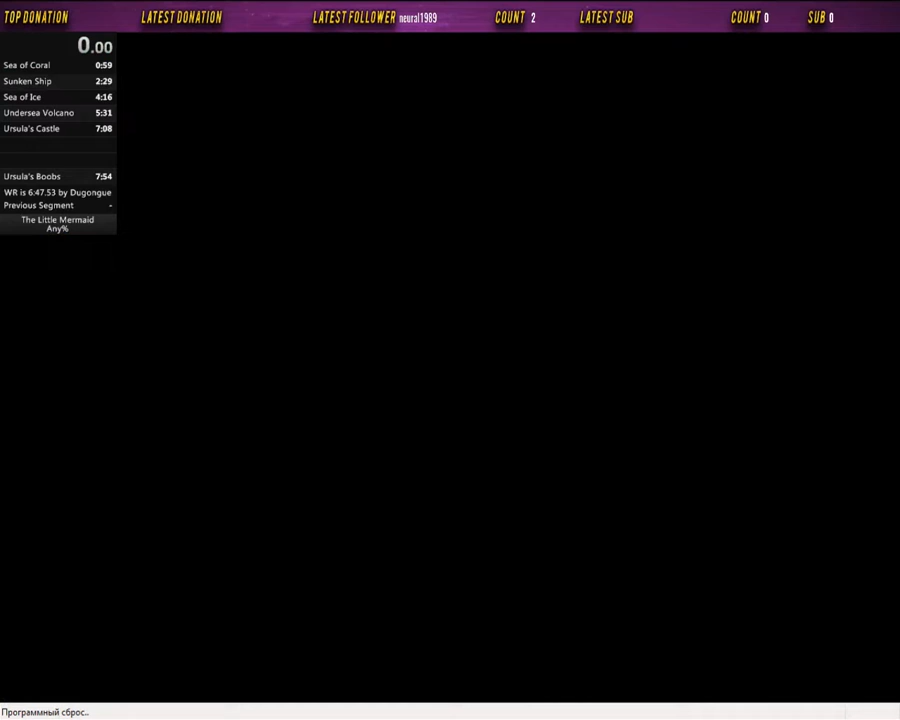 TOP DONATION LATEST DONATION LATEST FOLLOWER neural1989 COUNT 2 LATEST SUB COUNT 0 SUB 0
0.00
Sea of Coral 0:59
Sunken Ship 2:29
Sea of Ice 4:16
Undersea Volcano 5:31
Ursula's Castle 7:08
Ursula's Boobs 7:54
WR is 6:47.53 by Dugongue
Previous Segment -
The Little Mermaid
Any%
Программный сброс..